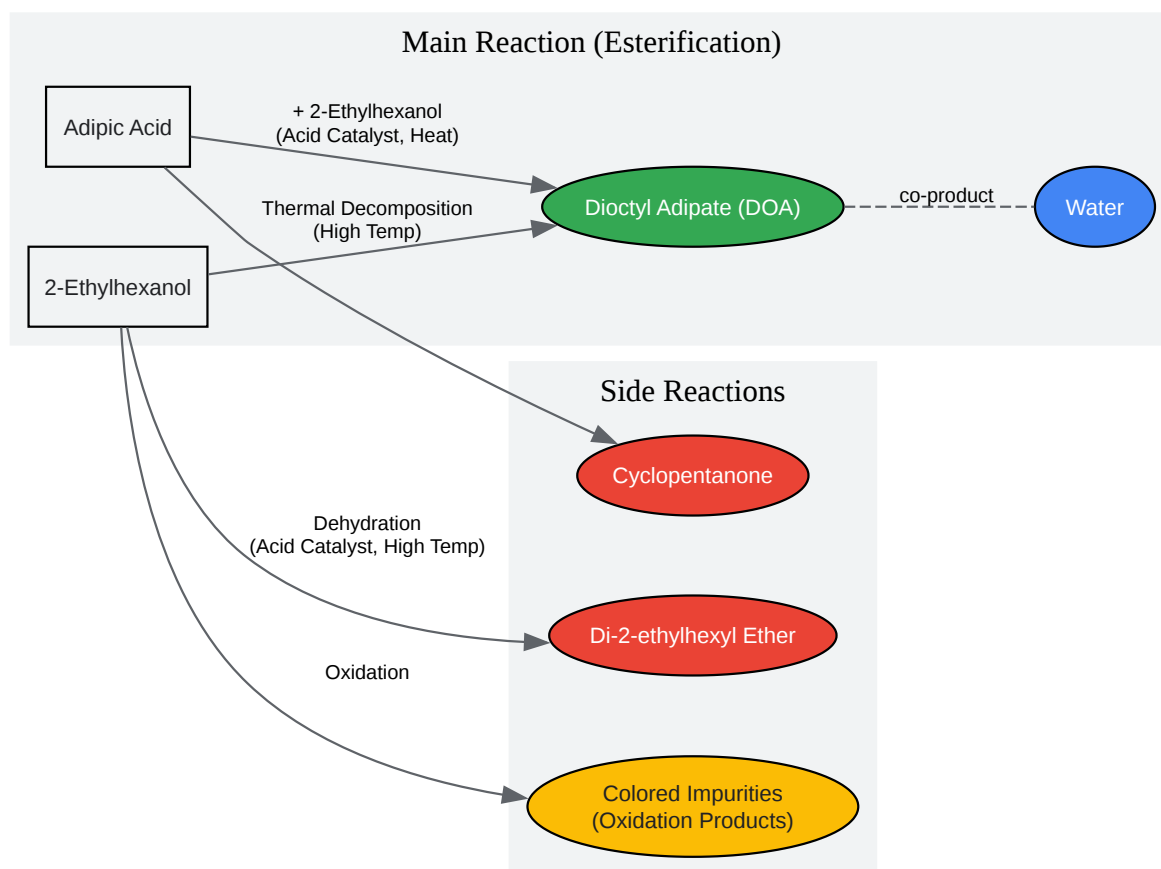 Main Reaction (Esterification)
Adipic Acid
+ 2-Ethylhexanol
(Acid Catalyst, Heat)
Thermal Decomposition
(High Temp)
Dioctyl Adipate (DOA)
co-product
Water
2-Ethylhexanol
Side Reactions
Cyclopentanone
Dehydration
(Acid Catalyst, High Temp)
Di-2-ethylhexyl Ether
Oxidation
Colored Impurities
(Oxidation Products)